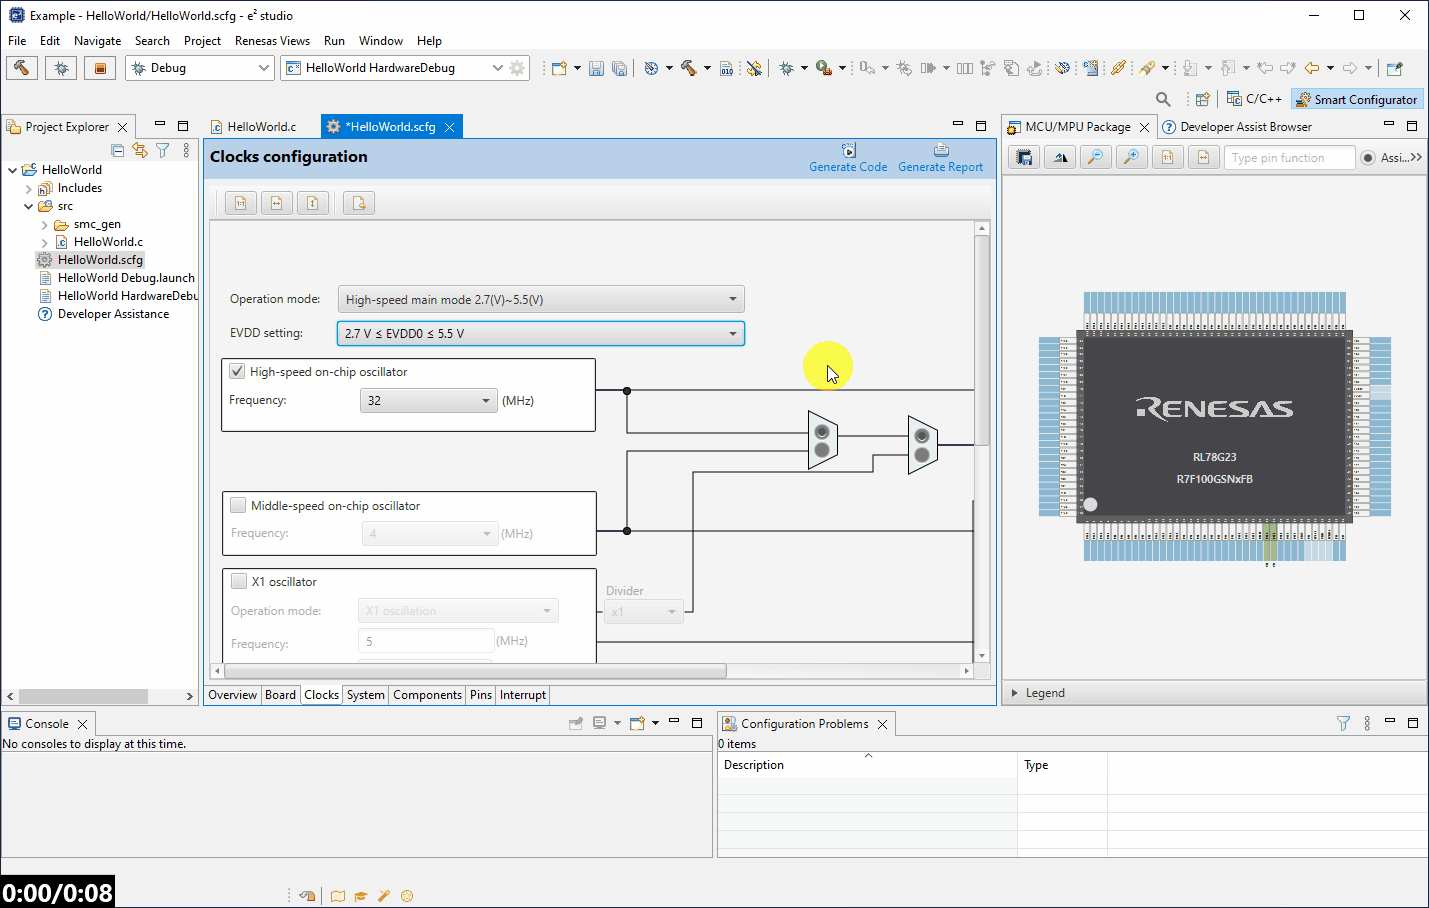 Example - HelloWorld/HelloWorld.scfg - e² studio
File Edit Navigate Search Project Renesas Views Run Window Help
Debug
HelloWorld HardwareDebug
C/C++
Smart Configurator
Project Explorer
HelloWorld
Includes
src
smc_gen
HelloWorld.c
HelloWorld.scfg
HelloWorld Debug.launch
HelloWorld HardwareDebu
Developer Assistance
HelloWorld.c
*HelloWorld.scfg
Clocks configuration
Generate Code
Generate Report
Operation mode: High-speed main mode 2.7(V)~5.5(V)
EVDD setting: 2.7 V ≤ EVDD0 ≤ 5.5 V
High-speed on-chip oscillator
Frequency: 32 (MHz)
Middle-speed on-chip oscillator
Frequency: 4 (MHz)
X1 oscillator
Operation mode: X1 oscillation
Frequency: 5 (MHz)
Divider
x1
Overview Board Clocks System Components Pins Interrupt
MCU/MPU Package
Developer Assist Browser
Type pin function
Assi...
RENESAS
RL78G23
R7F100GSNxFB
Legend
Console
No consoles to display at this time.
Configuration Problems
0 items
Description Type
0:00/0:08